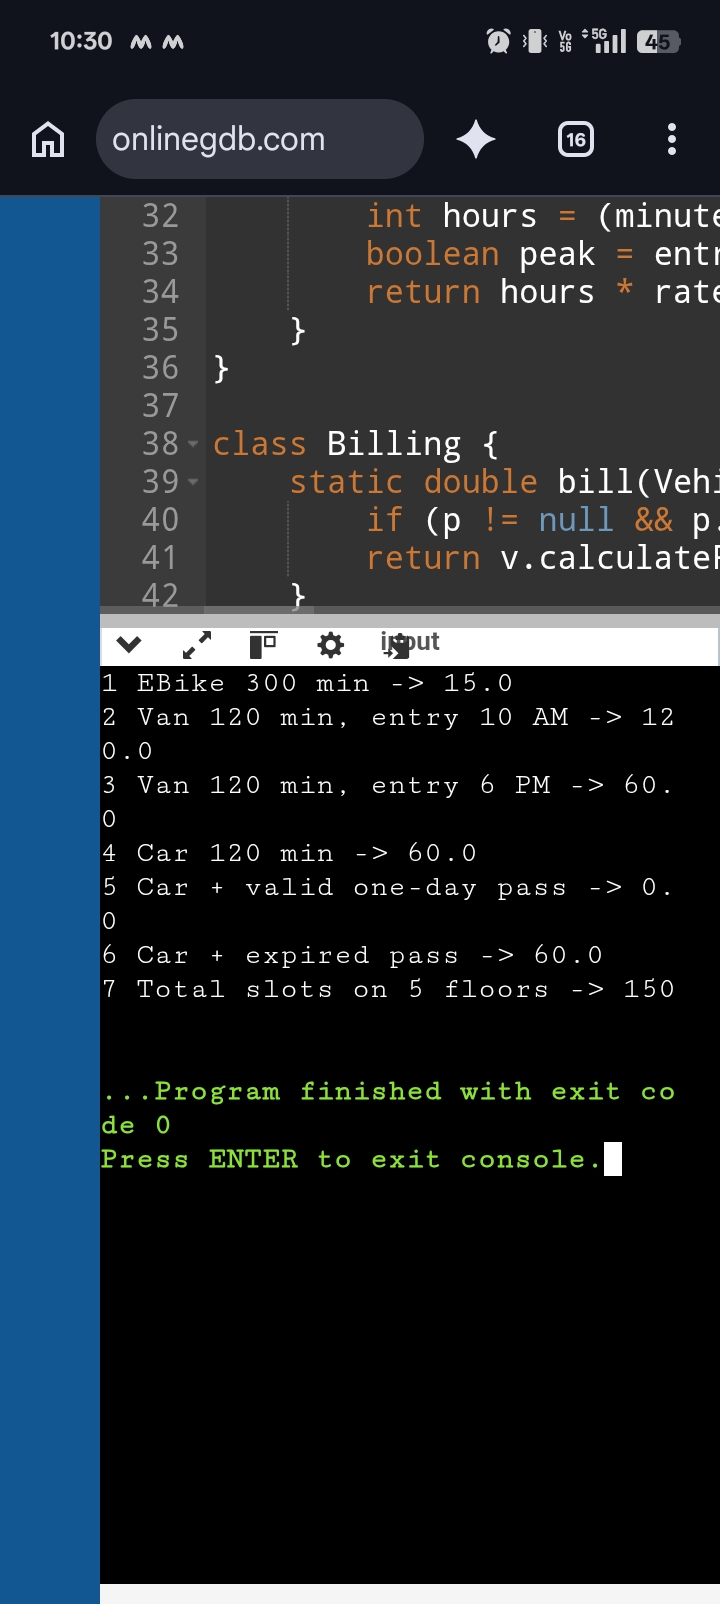 10:30
Vo 5G
5G
45
onlinegdb.com
16
32 int hours = (minute
33 boolean peak = entr
34 return hours * rate
35 }
36 }
37
38 class Billing {
39 static double bill(Vehi
40 if (p != null && p.
41 return v.calculateF
42 }
input
1 EBike 300 min -> 15.0
2 Van 120 min, entry 10 AM -> 12
0.0
3 Van 120 min, entry 6 PM -> 60.
0
4 Car 120 min -> 60.0
5 Car + valid one-day pass -> 0.
0
6 Car + expired pass -> 60.0
7 Total slots on 5 floors -> 150
...Program finished with exit co
de 0
Press ENTER to exit console.